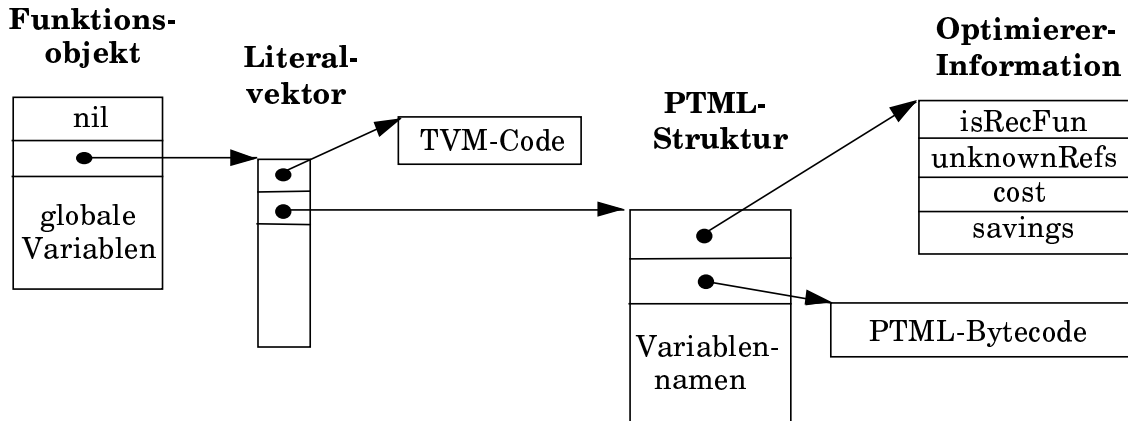 Funktions-
objekt
nil
globale
Variablen
Literal-
vektor
TVM-Code
PTML-
Struktur
Variablen-
namen
Optimierer-
Information
isRecFun
unknownRefs
cost
savings
PTML-Bytecode